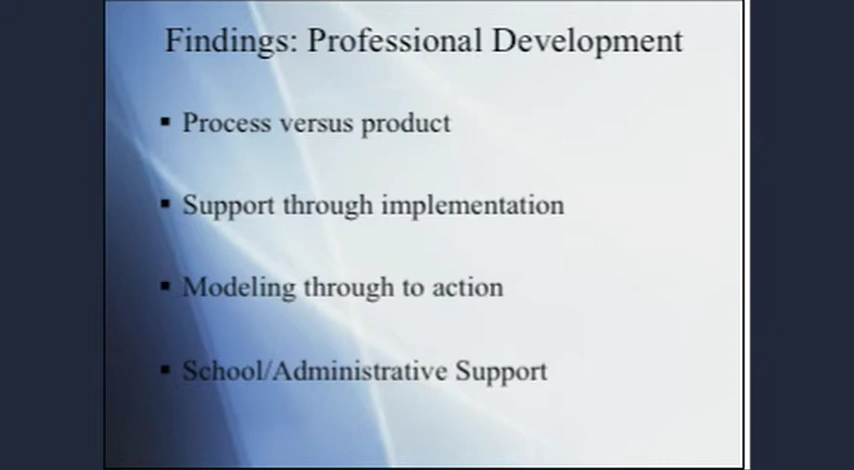 Findings: Professional Development
▪ Process versus product
▪ Support through implementation
▪ Modeling through to action
▪ School/Administrative Support